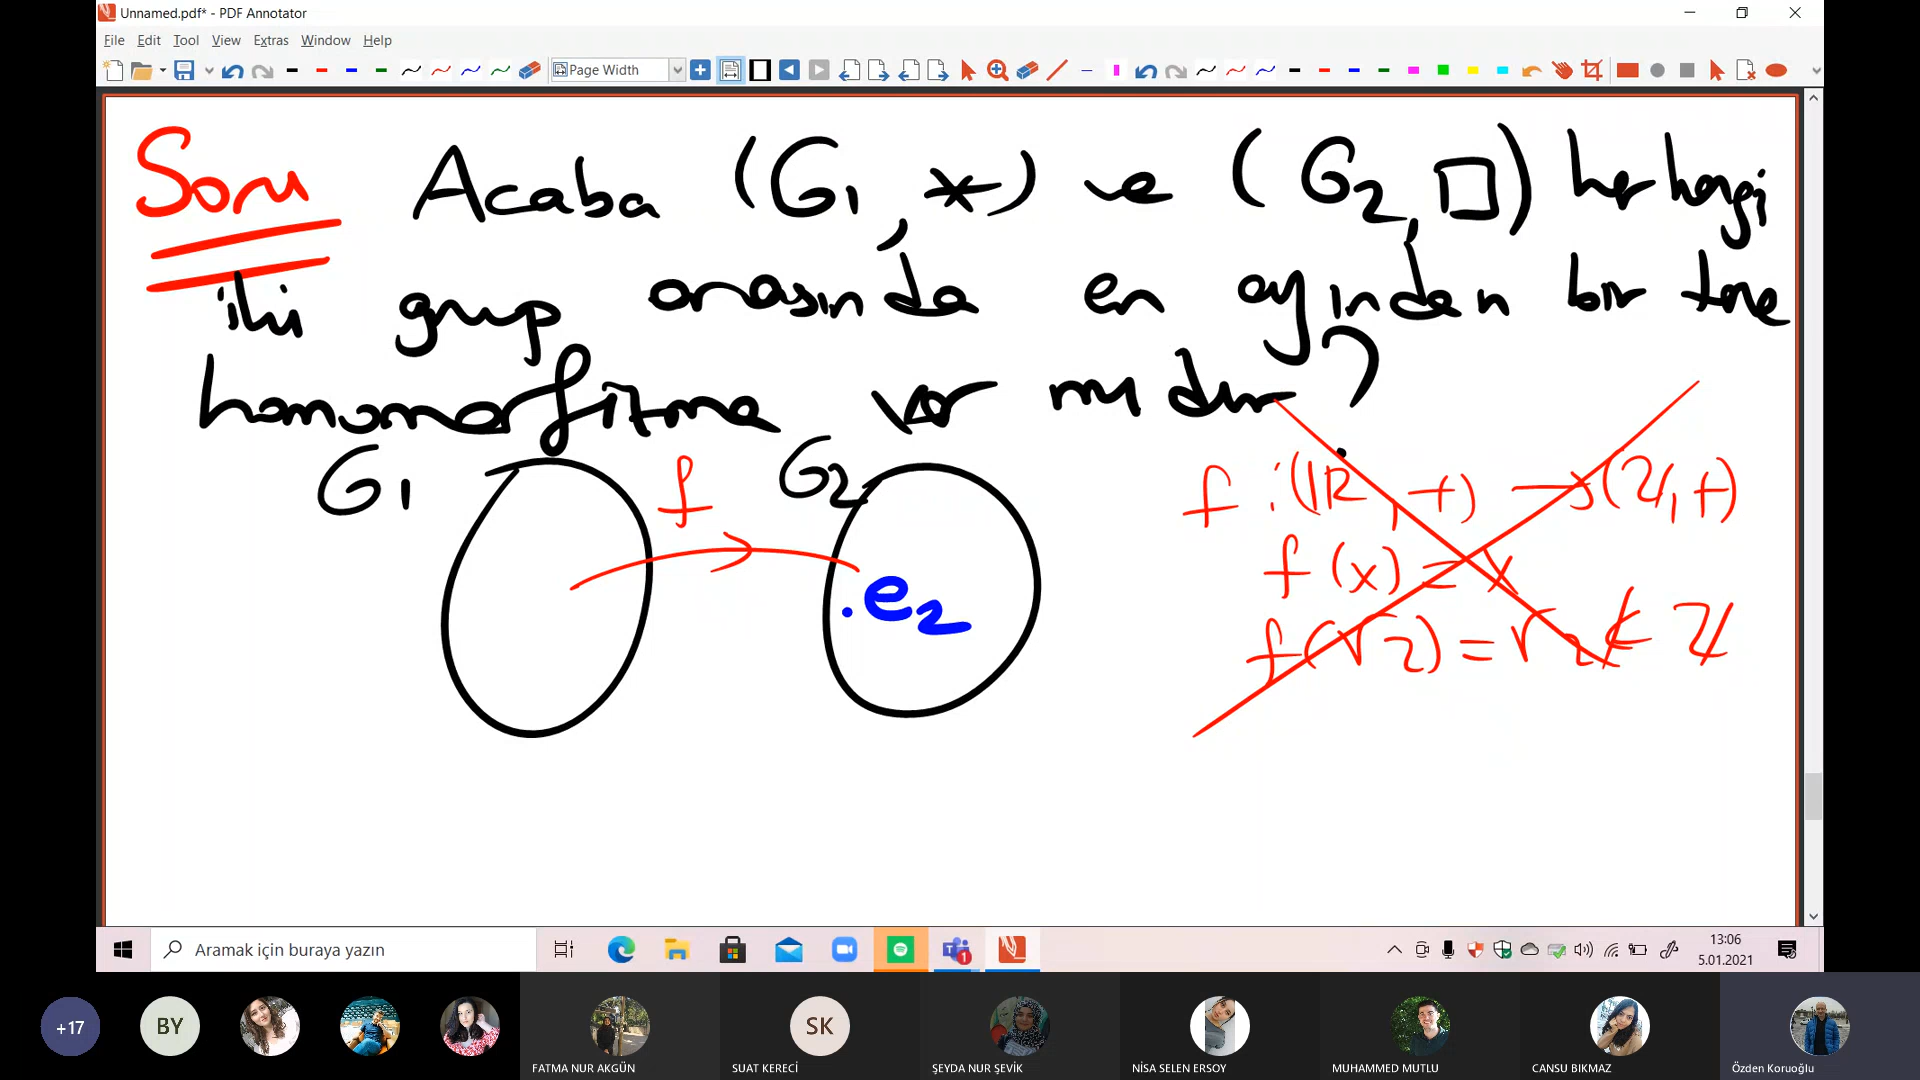 Unnamed.pdf* - PDF Annotator
File Edit Tool View Extras Window Help
Page Width
Soru Acaba (G1, *) ve (G2, □) herhangi
iki grup arasında en azından bir tane
homomorfizma var mıdır?
G1 f G2
.e2
f : (ℝ, +) → (ℤ, +)
f(x) = x
f(√2) = √2 ∉ ℤ
Aramak için buraya yazın
1
13:06
5.01.2021
+17
BY
SK
FATMA NUR AKGÜN
SUAT KERECİ
ŞEYDA NUR ŞEVİK
NİSA SELEN ERSOY
MUHAMMED MUTLU
CANSU BIKMAZ
Özden Koruoğlu